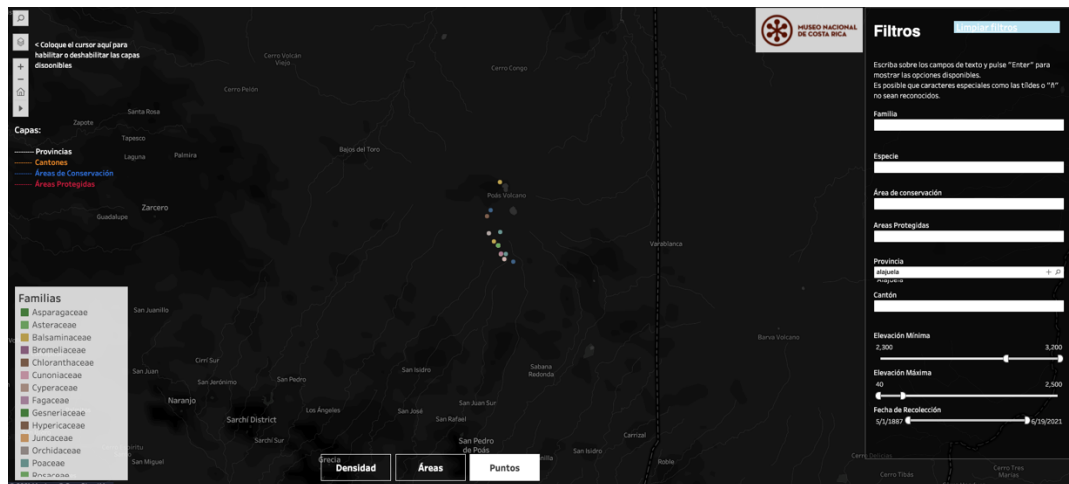 < Coloque el cursor aquí para
habilitar o deshabilitar las capas
disoonibles
Capas:
Provincias
Cantones
Áreas de Conservación
Áreas Protegidas
Cerro Volcán
Viejo
Cerro Congo
Cerro Pelón
Santa Rosa
Zapote
Tapesco
Laguna
Palmira
Bajos del Toro
Poás Volcano
Zarcero
Guadalupe
Varablanca
San Juanillo
Barva Volcano
Cirrí Sur
San Juan
San Jerónimo
San Pedro
San Isidro
Sabana
Redonda
Naranjo
Los Ángeles
San José
San Juan Sur
San Rafael
Sarchí District
Sarchí Sur
San Pedro
de Poás
Carrizal
San Isidro
San Miguel
Grecia
Roble
Cerro Tibás
Cerro Tres
Marías
Familias
Asparagaceae
Asteraceae
Balsaminaceae
Bromeliaceae
Chloranthaceae
Cunoniaceae
Cyperaceae
Fagaceae
Gesneriaceae
Hypericaceae
Juncaceae
Orchidaceae
Poaceae
Rosaceae
Densidad
Áreas
Puntos
MUSEO NACIONAL
DE COSTA RICA
Filtros
Limpiar filtros
Escriba sobre los campos de texto y pulse "Enter" para
mostrar las opciones disponibles.
Es posible que caracteres especiales como las tíldes o "ñ"
no sean reconocidos.
Familia
Especie
Área de conservación
Areas Protegidas
Provincia
alajuela
Alajuela
Cantón
Elevación Mínima
2,300 3,200
Elevación Máxima
40 2,500
Fecha de Recolección
5/1/1887 6/19/2021